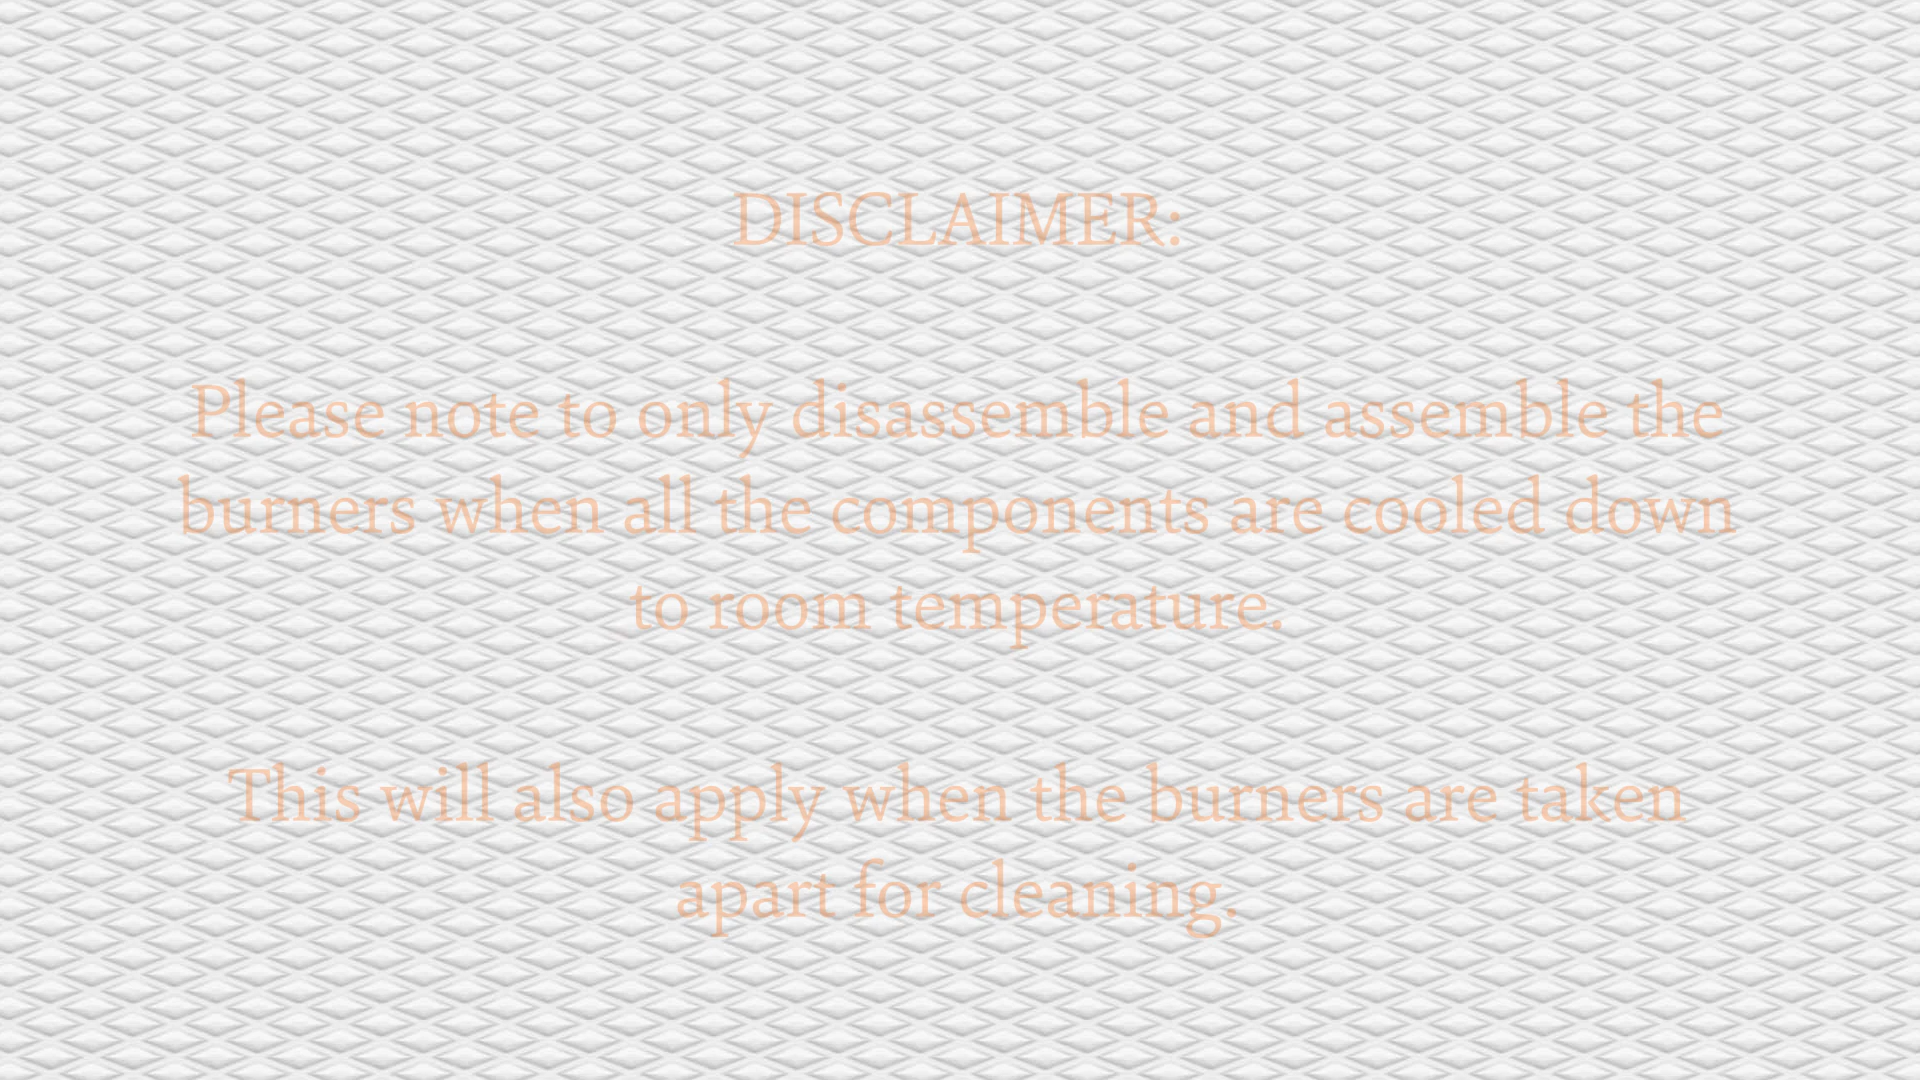 DISCLAIMER:
Please note to only disassemble and assemble the
burners when all the components are cooled down
to room temperature.
This will also apply when the burners are taken
apart for cleaning.